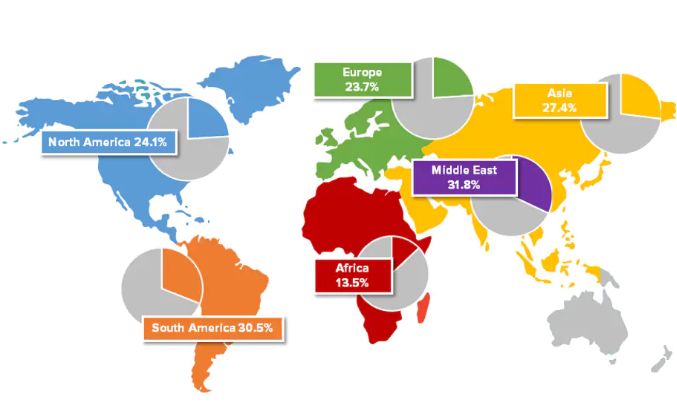 Europe
23.7%
Asia
27.4%
North America 24.1%
Middle East
31.8%
Africa
13.5%
South America 30.5%